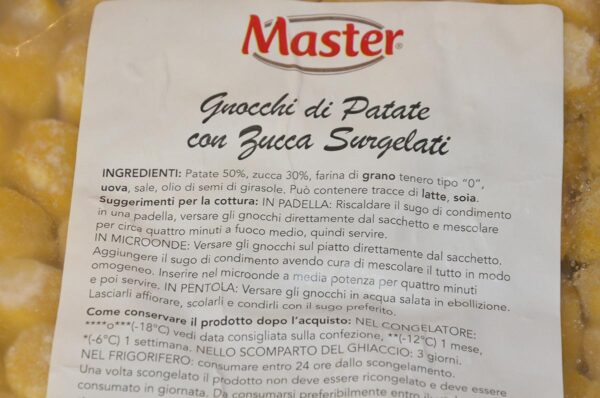 Master®
Gnocchi di Patate
con Zucca Surgelati
INGREDIENTI: Patate 50%, zucca 30%, farina di grano tenero tipo "0",
uova, sale, olio di semi di girasole. Può contenere tracce di latte, soia.
Suggerimenti per la cottura: IN PADELLA: Riscaldare il sugo di condimento
in una padella, versare gli gnocchi direttamente dal sacchetto e mescolare
per circa quattro minuti a fuoco medio, quindi servire.
IN MICROONDE: Versare gli gnocchi sul piatto direttamente dal sacchetto.
Aggiungere il sugo di condimento avendo cura di mescolare il tutto in modo
omogeneo. Inserire nel microonde a media potenza per quattro minuti
e poi servire. IN PENTOLA: Versare gli gnocchi in acqua salata in ebollizione.
Lasciarli affiorare, scolarli e condirli con il sugo preferito.
Come conservare il prodotto dopo l'acquisto: NEL CONGELATORE:
****o***(-18°C) vedi data consigliata sulla confezione, **(-12°C) 1 mese,
*(-6°C) 1 settimana. NELLO SCOMPARTO DEL GHIACCIO: 3 giorni.
NEL FRIGORIFERO: consumare entro 24 ore dallo scongelamento.
Una volta scongelato il prodotto non deve essere ricongelato e deve essere
consumato in giornata. Da consumarsi preferibilmente entro